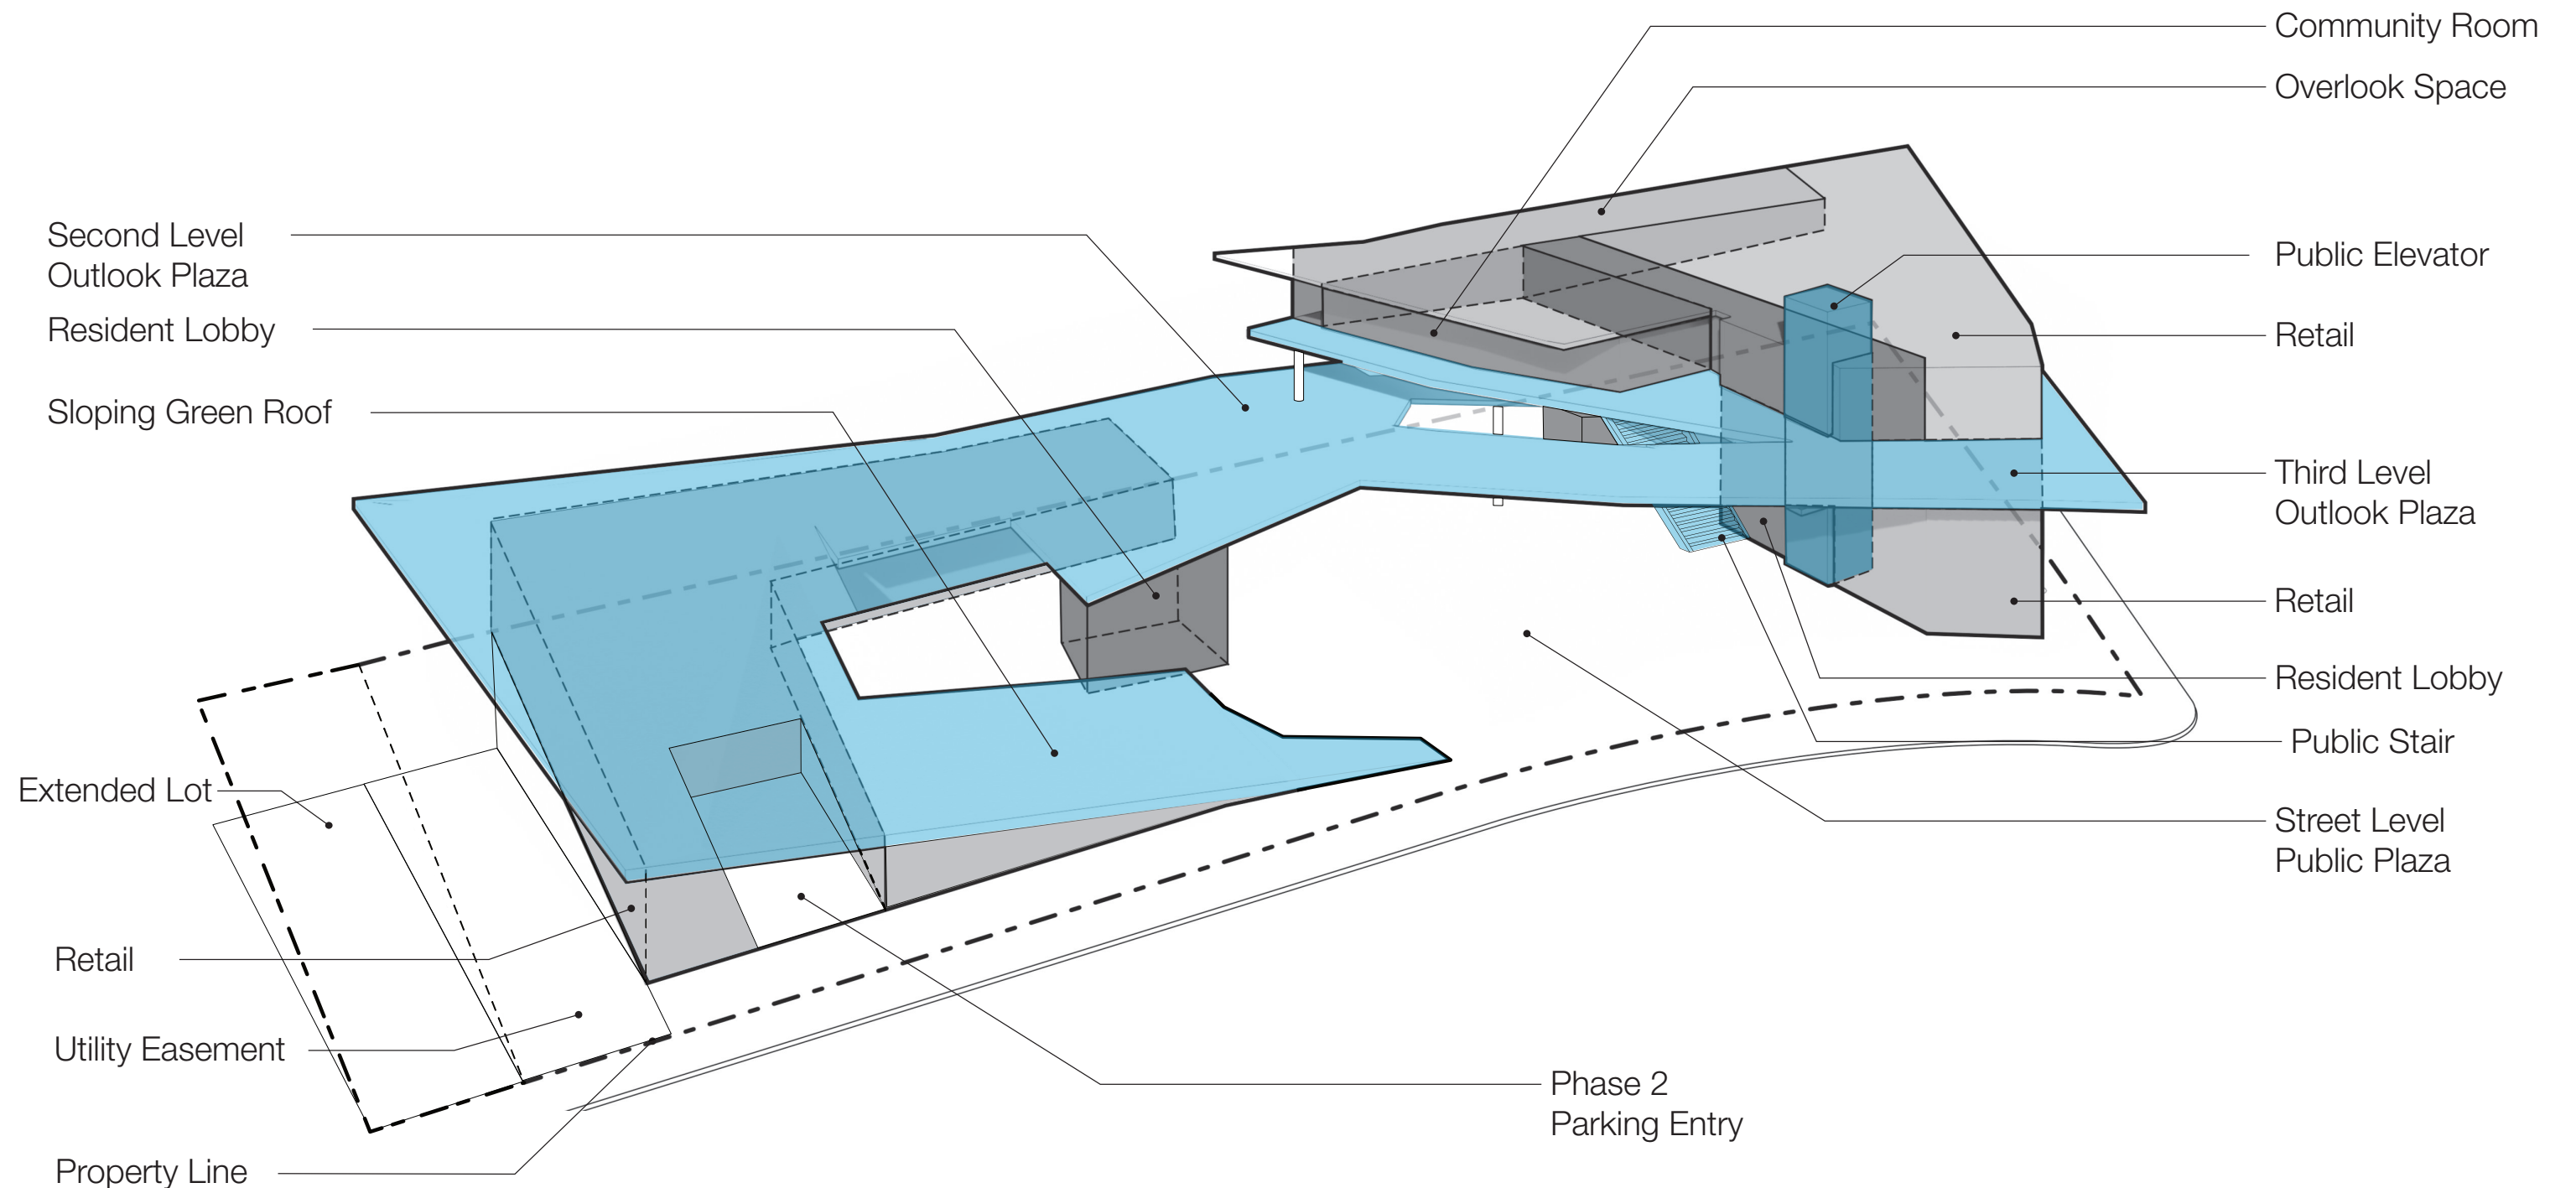 Community Room
Overlook Space
Second Level
Outlook Plaza
Public Elevator
Resident Lobby
Retail
Sloping Green Roof
Third Level
Outlook Plaza
Retail
Resident Lobby
Public Stair
Extended Lot
Street Level
Public Plaza
Retail
Utility Easement
Phase 2
Parking Entry
Property Line